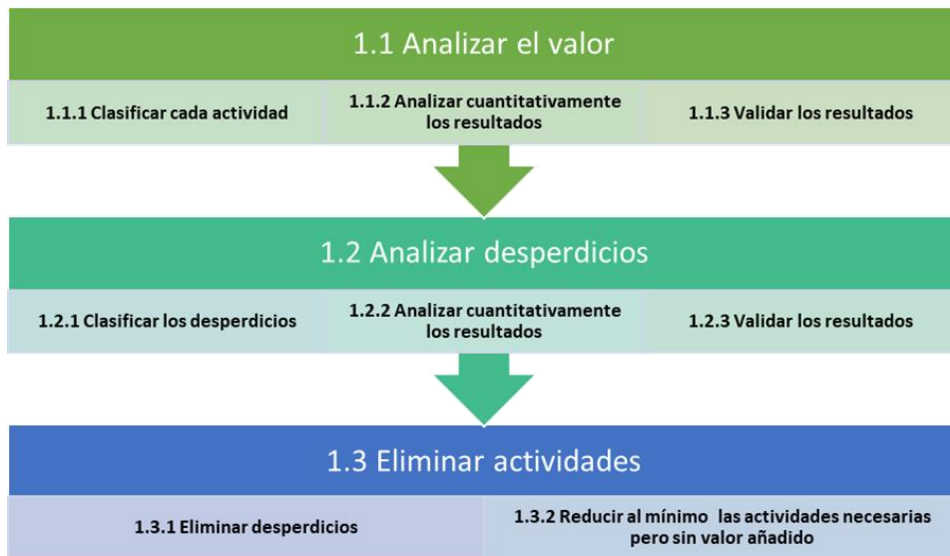 1.1 Analizar el valor
1.1.1 Clasificar cada actividad
1.1.2 Analizar cuantitativamente
los resultados
1.1.3 Validar los resultados
1.2 Analizar desperdicios
1.2.1 Clasificar los desperdicios
1.2.2 Analizar cuantitativamente
los resultados
1.2.3 Validar los resultados
1.3 Eliminar actividades
1.3.1 Eliminar desperdicios
1.3.2 Reducir al mínimo las actividades necesarias
pero sin valor añadido